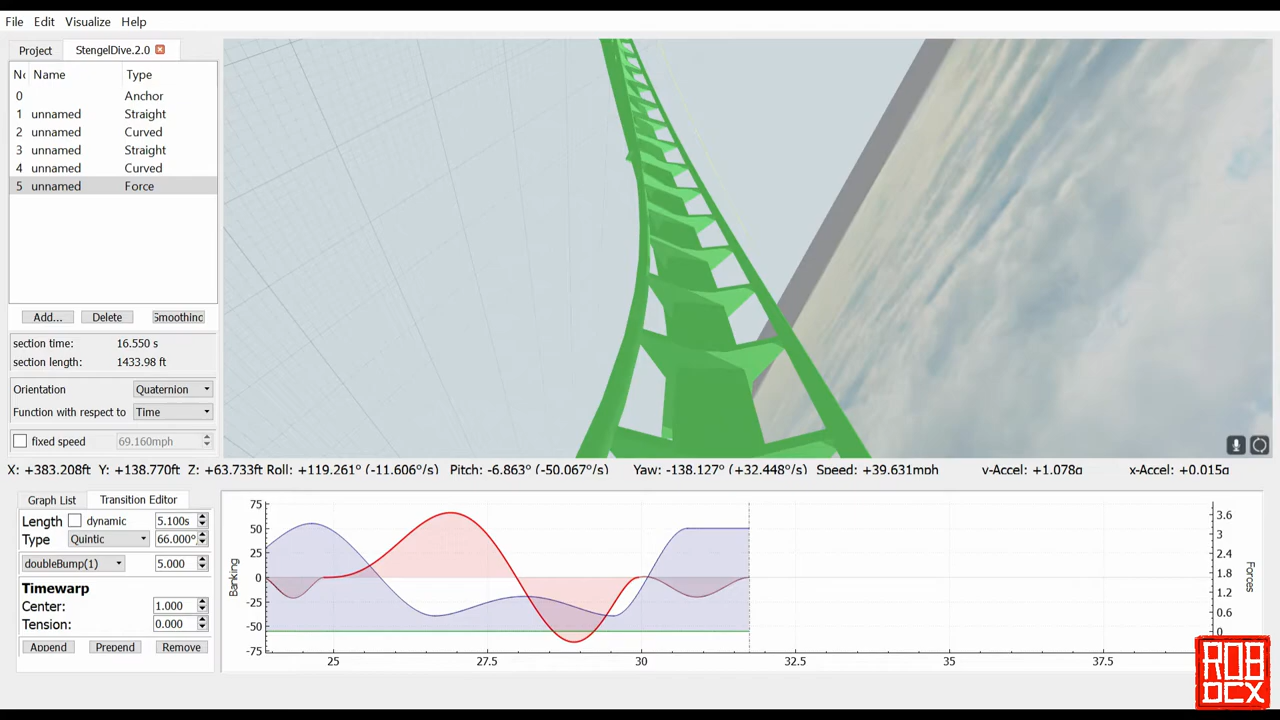 File Edit Visualize Help
Project StengelDive.2.0
Nc Name Type
0 Anchor
1 unnamed Straight
2 unnamed Curved
3 unnamed Straight
4 unnamed Curved
5 unnamed Force
Add... Delete Smoothing
section time: 16.550 s
section length: 1433.98 ft
Orientation Quaternion
Function with respect to Time
fixed speed 69.160mph
X: +383.208ft Y: +138.770ft Z: +63.733ft Roll: +119.261° (-11.606°/s) Pitch: -6.863° (-50.067°/s) Yaw: -138.127° (+32.448°/s) Speed: +39.631mph v-Accel: +1.078g x-Accel: +0.015g
Graph List Transition Editor
Length dynamic 5.100s
Type Quintic 66.000°
doubleBump(1) 5.000
Timewarp
Center: 1.000
Tension: 0.000
Append Prepend Remove
Banking
75
50
25
0
-25
-50
-75
25 27.5 30 32.5 35 37.5
3.6
3
2.4
1.8
1.2
0.6
0
Forces
ROB
OCX